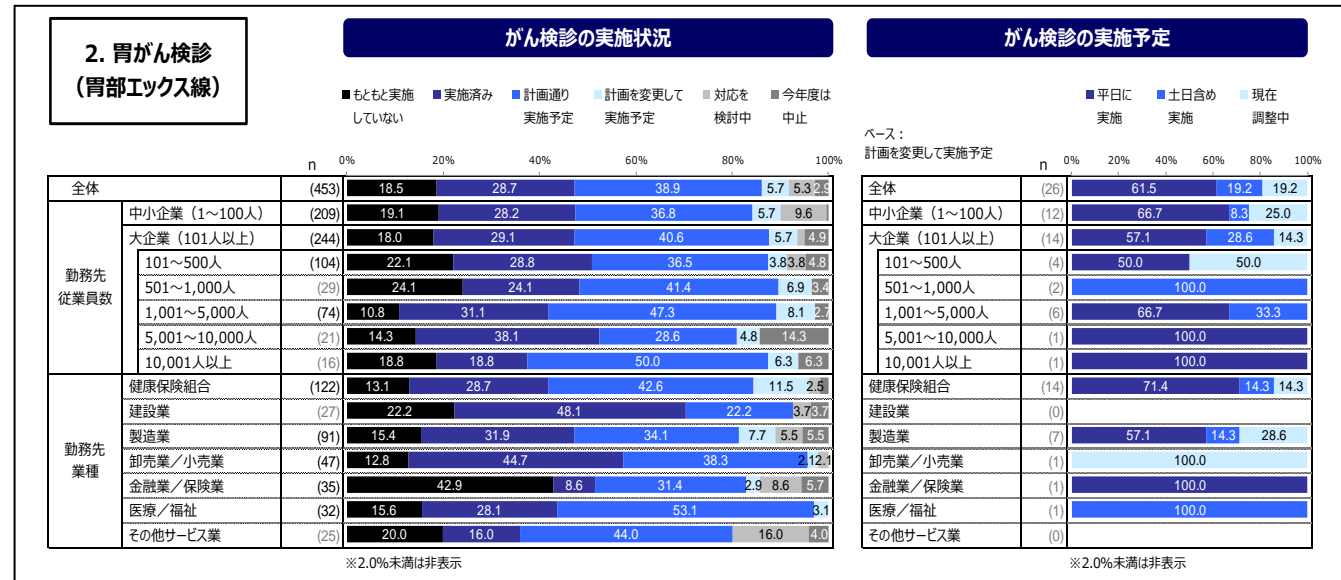 2. 胃がん検診
（胃部エックス線）
がん検診の実施状況
がん検診の実施予定
■もともと実施していない ■実施済み ■計画通り実施予定 ■計画を変更して実施予定 ■対応を検討中 ■今年度は中止
■平日に実施 ■土日含め実施 ■現在調整中
ベース：
計画を変更して実施予定
n 0% 20% 40% 60% 80% 100% n 0% 20% 40% 60% 80% 100%
全体 (453) 18.5 28.7 38.9 5.7 5.3 2.9 全体 (26) 61.5 19.2 19.2
勤務先従業員数
中小企業（1～100人） (209) 19.1 28.2 36.8 5.7 9.6 中小企業（1～100人） (12) 66.7 8.3 25.0
大企業（101人以上） (244) 18.0 29.1 40.6 5.7 4.9 大企業（101人以上） (14) 57.1 28.6 14.3
101～500人 (104) 22.1 28.8 36.5 3.8 3.8 4.8 101～500人 (4) 50.0 50.0
501～1,000人 (29) 24.1 24.1 41.4 6.9 3.4 501～1,000人 (2) 100.0
1,001～5,000人 (74) 10.8 31.1 47.3 8.1 2.7 1,001～5,000人 (6) 66.7 33.3
5,001～10,000人 (21) 14.3 38.1 28.6 4.8 14.3 5,001～10,000人 (1) 100.0
10,001人以上 (16) 18.8 18.8 50.0 6.3 6.3 10,001人以上 (1) 100.0
勤務先業種
健康保険組合 (122) 13.1 28.7 42.6 11.5 2.5 健康保険組合 (14) 71.4 14.3 14.3
建設業 (27) 22.2 48.1 22.2 3.7 3.7 建設業 (0)
製造業 (91) 15.4 31.9 34.1 7.7 5.5 5.5 製造業 (7) 57.1 14.3 28.6
卸売業／小売業 (47) 12.8 44.7 38.3 2.1 2.1 卸売業／小売業 (1) 100.0
金融業／保険業 (35) 42.9 8.6 31.4 2.9 8.6 5.7 金融業／保険業 (1) 100.0
医療／福祉 (32) 15.6 28.1 53.1 3.1 医療／福祉 (1) 100.0
その他サービス業 (25) 20.0 16.0 44.0 16.0 4.0 その他サービス業 (0)
※2.0%未満は非表示 ※2.0%未満は非表示